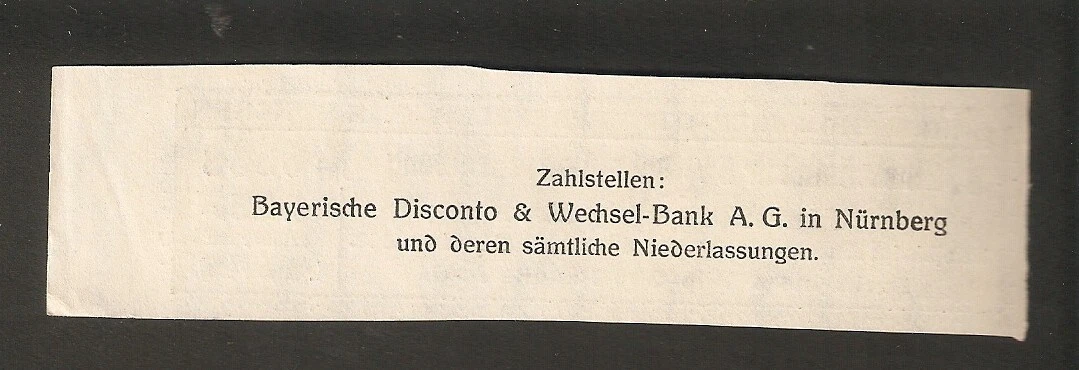 Zahlstellen:
Bayerische Disconto & Wechsel-Bank A. G. in Nürnberg
und deren sämtliche Niederlassungen.